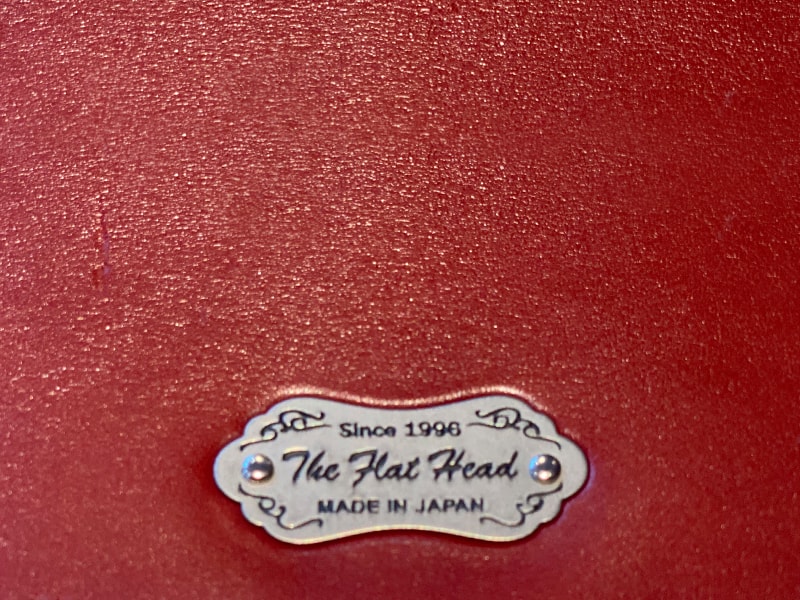 Since 1996
The Flat Head
MADE IN JAPAN